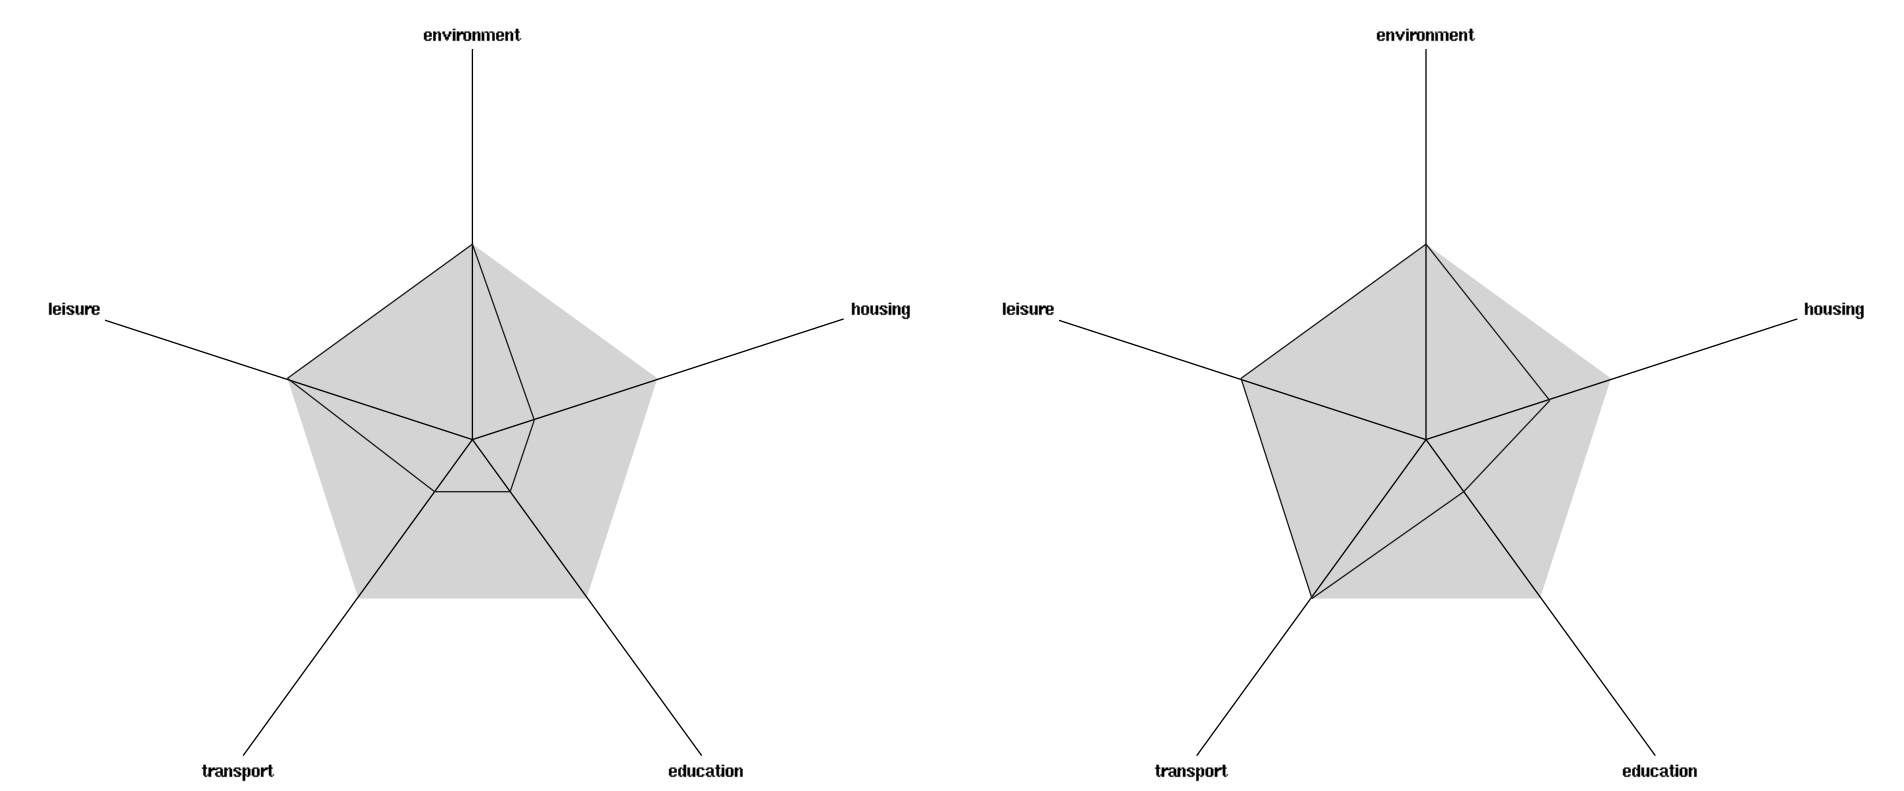 environment
environment
leisure
housing
leisure
housing
transport
education
transport
education